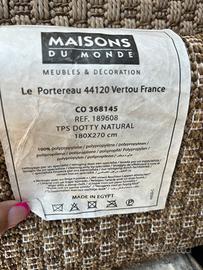 MAISONS
DU MONDE
MEUBLES & DÉCORATION
Le Portereau 44120 Vertou France
CO 368145
REF. 189608
TPS DOTTY NATURAL
180X270 cm
100% polypropylene / polypropylène /
MADE IN EGYPT